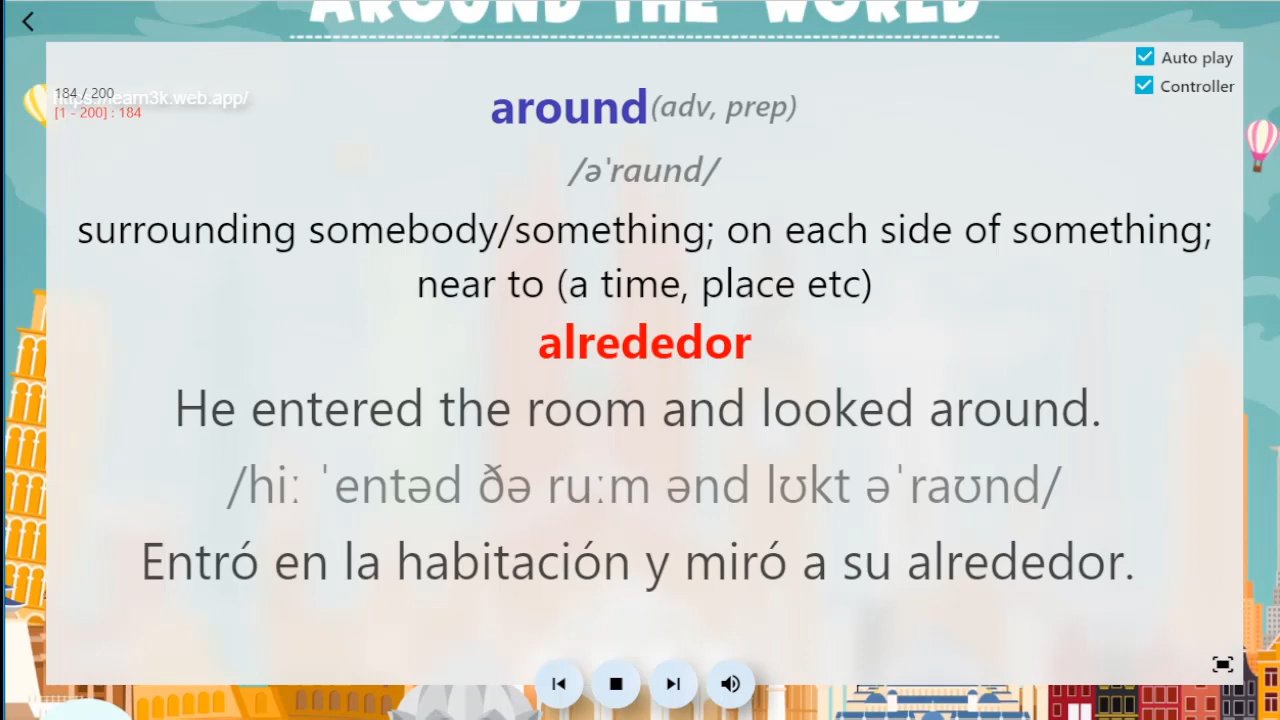 AROUND THE WORLD
Auto play
Controller
184 / 200
https://learn3k.web.app/
[1 - 200] : 184
around (adv, prep)
/ə'raund/
surrounding somebody/something; on each side of something;
near to (a time, place etc)
alrededor
He entered the room and looked around.
/hiː ˈentəd ðə ruːm ənd lʊkt əˈraʊnd/
Entró en la habitación y miró a su alrededor.